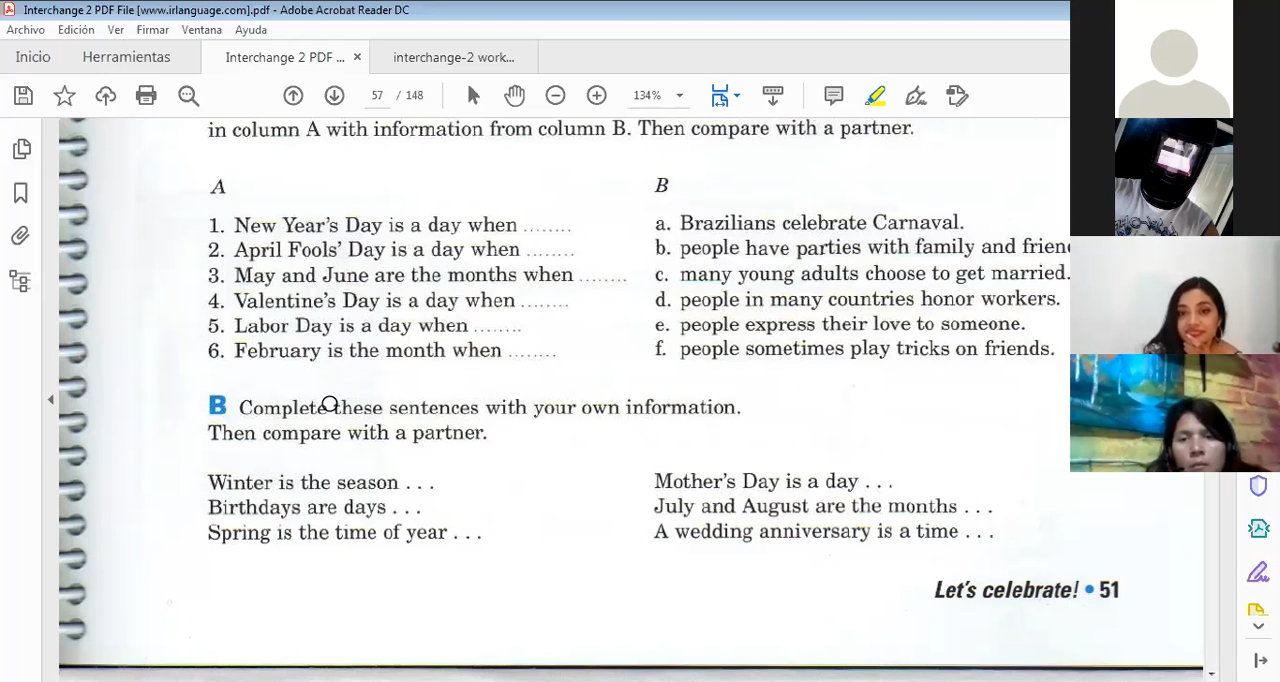 Interchange 2 PDF File [www.irlanguage.com].pdf - Adobe Acrobat Reader DC
Archivo Edición Ver Firmar Ventana Ayuda
Inicio Herramientas Interchange 2 PDF ... × interchange-2 work...
57 / 148 134%
in column A with information from column B. Then compare with a partner.
A
1. New Year's Day is a day when ........
2. April Fools' Day is a day when ........
3. May and June are the months when ........
4. Valentine's Day is a day when ........
5. Labor Day is a day when ........
6. February is the month when ........
B
a. Brazilians celebrate Carnaval.
b. people have parties with family and frien
c. many young adults choose to get married.
d. people in many countries honor workers.
e. people express their love to someone.
f. people sometimes play tricks on friends.
B Complete these sentences with your own information.
Then compare with a partner.
Winter is the season . . .
Birthdays are days . . .
Spring is the time of year . . .
Mother's Day is a day . . .
July and August are the months . . .
A wedding anniversary is a time . . .
Let's celebrate! • 51